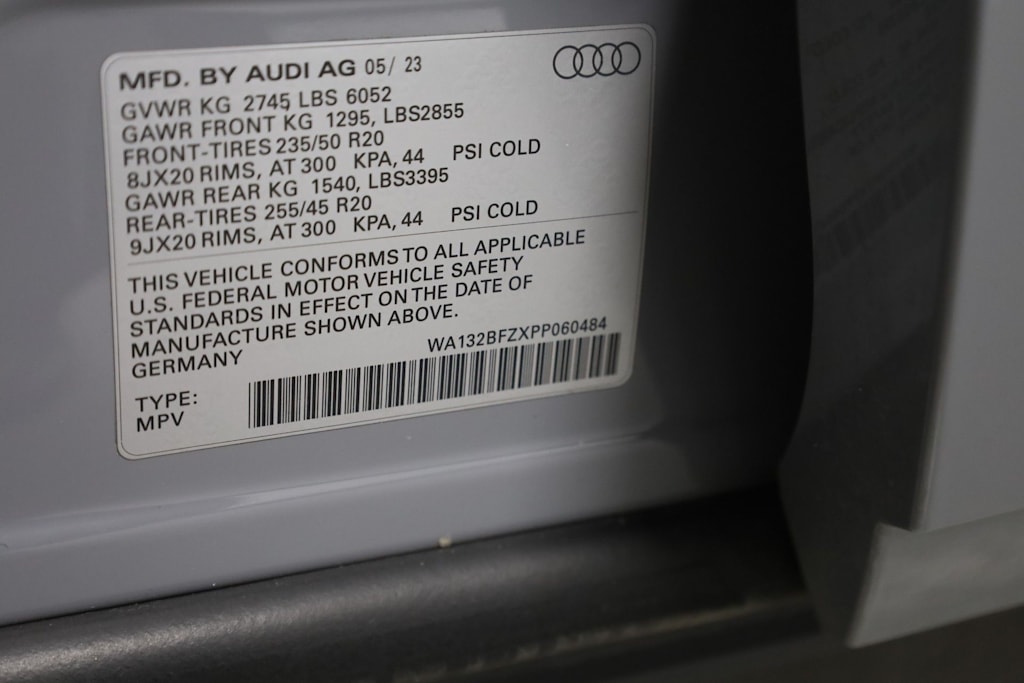 MFD. BY AUDI AG 05/ 23
GVWR KG 2745 LBS 6052
GAWR FRONT KG 1295, LBS2855
FRONT-TIRES 235/50 R20
8JX20 RIMS, AT 300 KPA, 44 PSI COLD
GAWR REAR KG 1540, LBS3395
REAR-TIRES 255/45 R20
9JX20 RIMS, AT 300 KPA, 44 PSI COLD
THIS VEHICLE CONFORMS TO ALL APPLICABLE
U.S. FEDERAL MOTOR VEHICLE SAFETY
STANDARDS IN EFFECT ON THE DATE OF
MANUFACTURE SHOWN ABOVE.
GERMANY
WA132BFZXPP060484
TYPE:
MPV